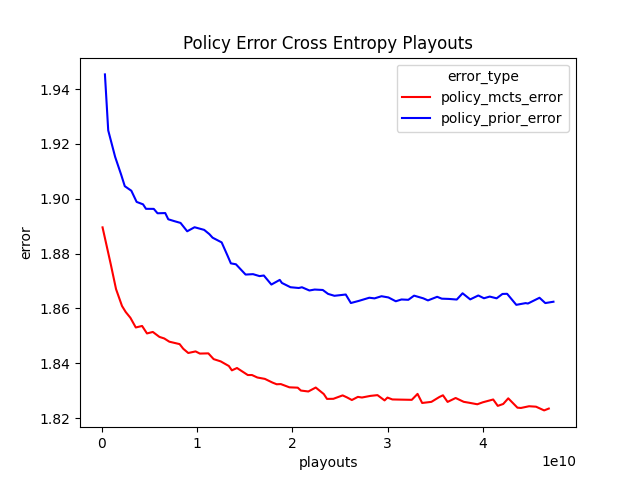 Policy Error Cross Entropy Playouts
error_type
policy_mcts_error
policy_prior_error
1.94
1.92
1.90
1.88
1.86
1.84
1.82
error
0 1 2 3 4
playouts
1e10